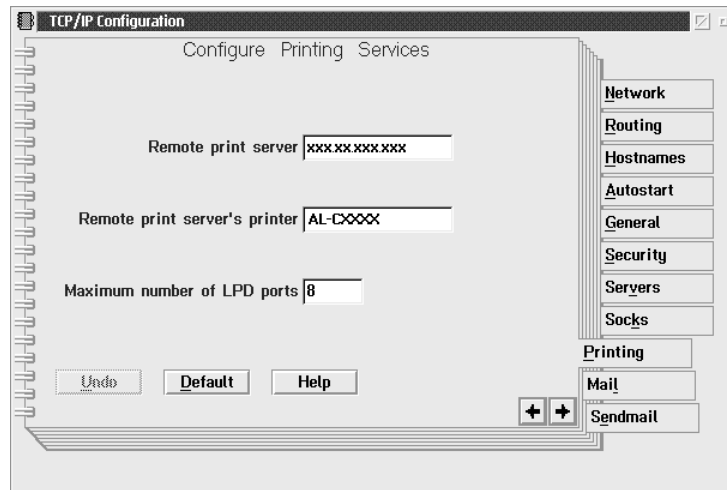 TCP/IP Configuration
Configure Printing Services
Remote print server xxx.xx.xxx.xxx
Remote print server's printer AL-CXXXX
Maximum number of LPD ports 8
Undo Default Help
Network
Routing
Hostnames
Autostart
General
Security
Servers
Socks
Printing
Mail
Sendmail